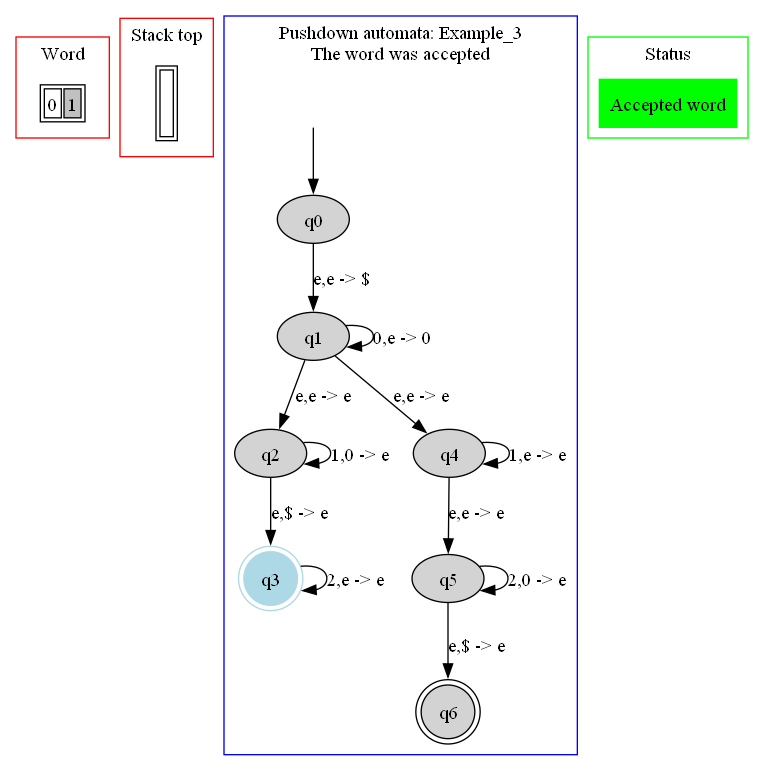 Word
0 1
Stack top
Pushdown automata: Example_3
The word was accepted
Status
Accepted word
q0
e,e -> $
q1
0,e -> 0
e,e -> e
e,e -> e
q2
1,0 -> e
q4
1,e -> e
e,$ -> e
e,e -> e
q3
2,e -> e
q5
2,0 -> e
e,$ -> e
q6